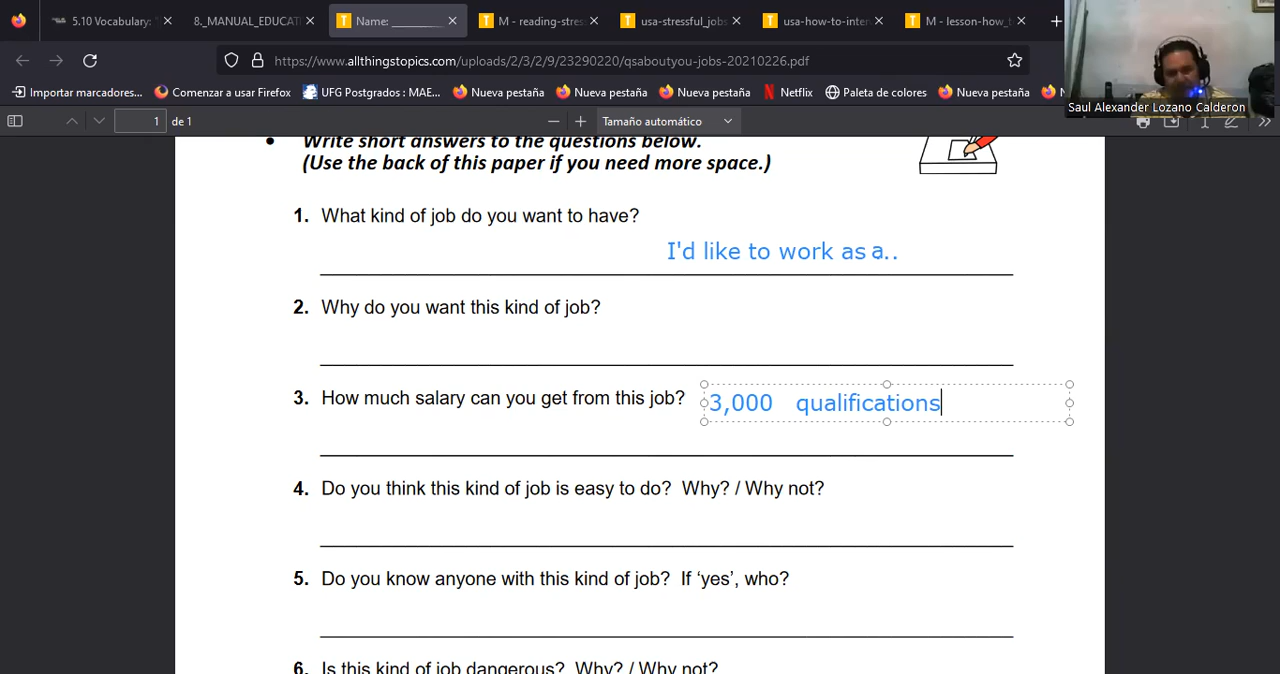 5.10 Vocabulary:
8._MANUAL_EDUCATI
Name: ________
M - reading-stres
usa-stressful_jobs
usa-how-to-inter
M - lesson-how_t
https://www.allthingstopics.com/uploads/2/3/2/9/23290220/qsaboutyou-jobs-20210226.pdf
Importar marcadores...
Comenzar a usar Firefox
UFG Postgrados : MAE...
Nueva pestaña
Nueva pestaña
Nueva pestaña
Netflix
Paleta de colores
Nueva pestaña
N
Saul Alexander Lozano Calderon
1 de 1
Tamaño automático
• Write short answers to the questions below.
(Use the back of this paper if you need more space.)
1. What kind of job do you want to have?
I'd like to work as a..
2. Why do you want this kind of job?
3. How much salary can you get from this job? 3,000 qualifications
4. Do you think this kind of job is easy to do? Why? / Why not?
5. Do you know anyone with this kind of job? If ‘yes’, who?
6. Is this kind of job dangerous? Why? / Why not?